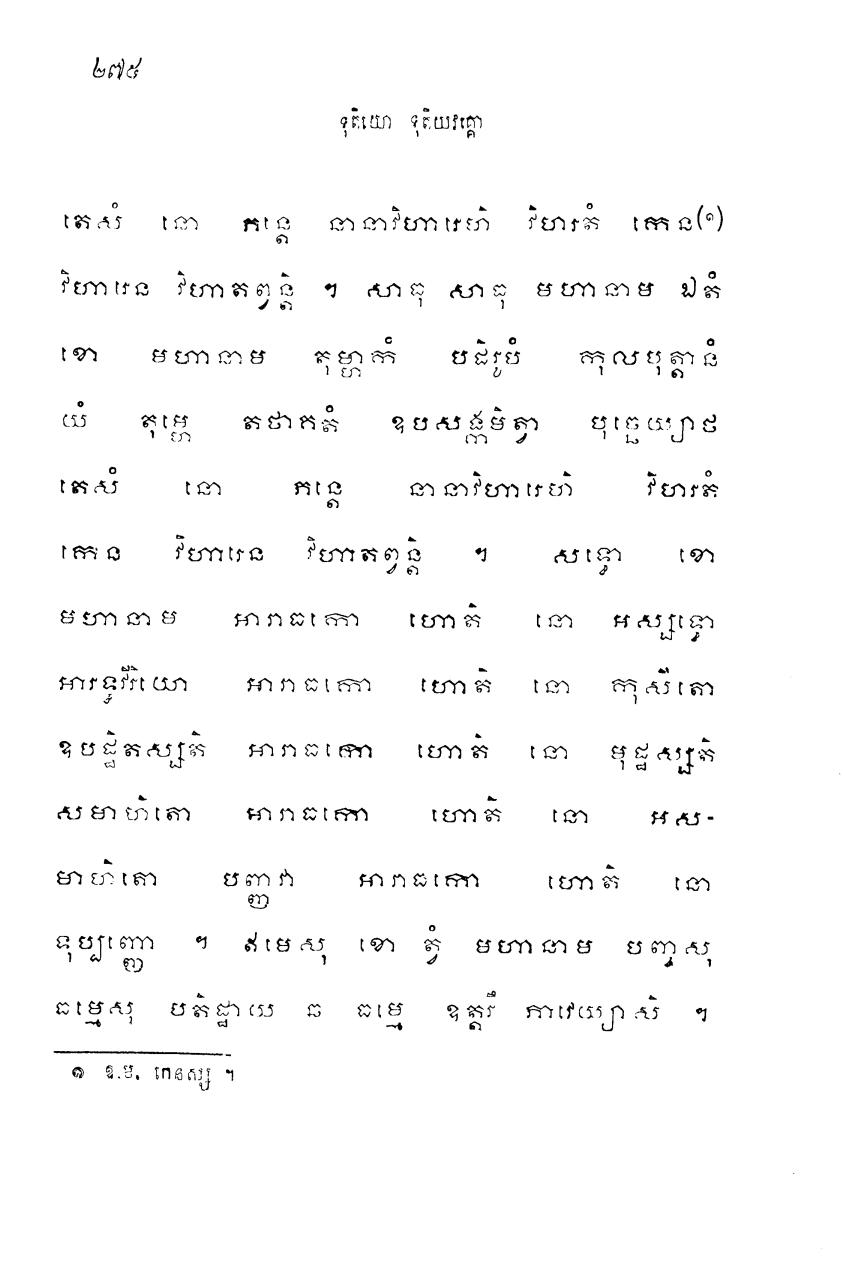 ២៧៥
ទុតិយោ ទុតិយវគ្គោ
តេសំ នោ ភន្តេ នានាវិហារេហិ វិហរតំ កេន(១)
វិហារេន វិហាតព្វន្តិ ។ សាធុ សាធុ មហានាម ឯតំ
ខោ មហានាម តុម្ហាកំ បដិរូបំ កុលបុត្តានំ
យំ តុម្ហេ តថាគតំ ឧបសង្កមិត្វា បុច្ឆេយ្យាថ
តេសំ នោ ភន្តេ នានាវិហារេហិ វិហរតំ
កេន វិហារេន វិហាតព្វន្តិ ។ សទ្ធោ ខោ
មហានាម អារាធកោ ហោតិ នោ អស្សទ្ធោ
អារទ្ធវីរិយោ អារាធកោ ហោតិ នោ កុសីតោ
ឧបដ្ឋិតស្សតិ អារាធកោ ហោតិ នោ មុដ្ឋស្សតិ
សមាហិតោ អារាធកោ ហោតិ នោ អស-
មាហិតោ បញ្ញវា អារាធកោ ហោតិ នោ
ទុប្បញ្ញោ ។ ឥមេសុ ខោ ត្វំ មហានាម បញ្ចសុ
ធម្មេសុ បតិដ្ឋាយ ឆ ធម្មេ ឧត្តរឹ ភាវេយ្យាសិ ។
១ ឱ.ម. កេនស្ស ។